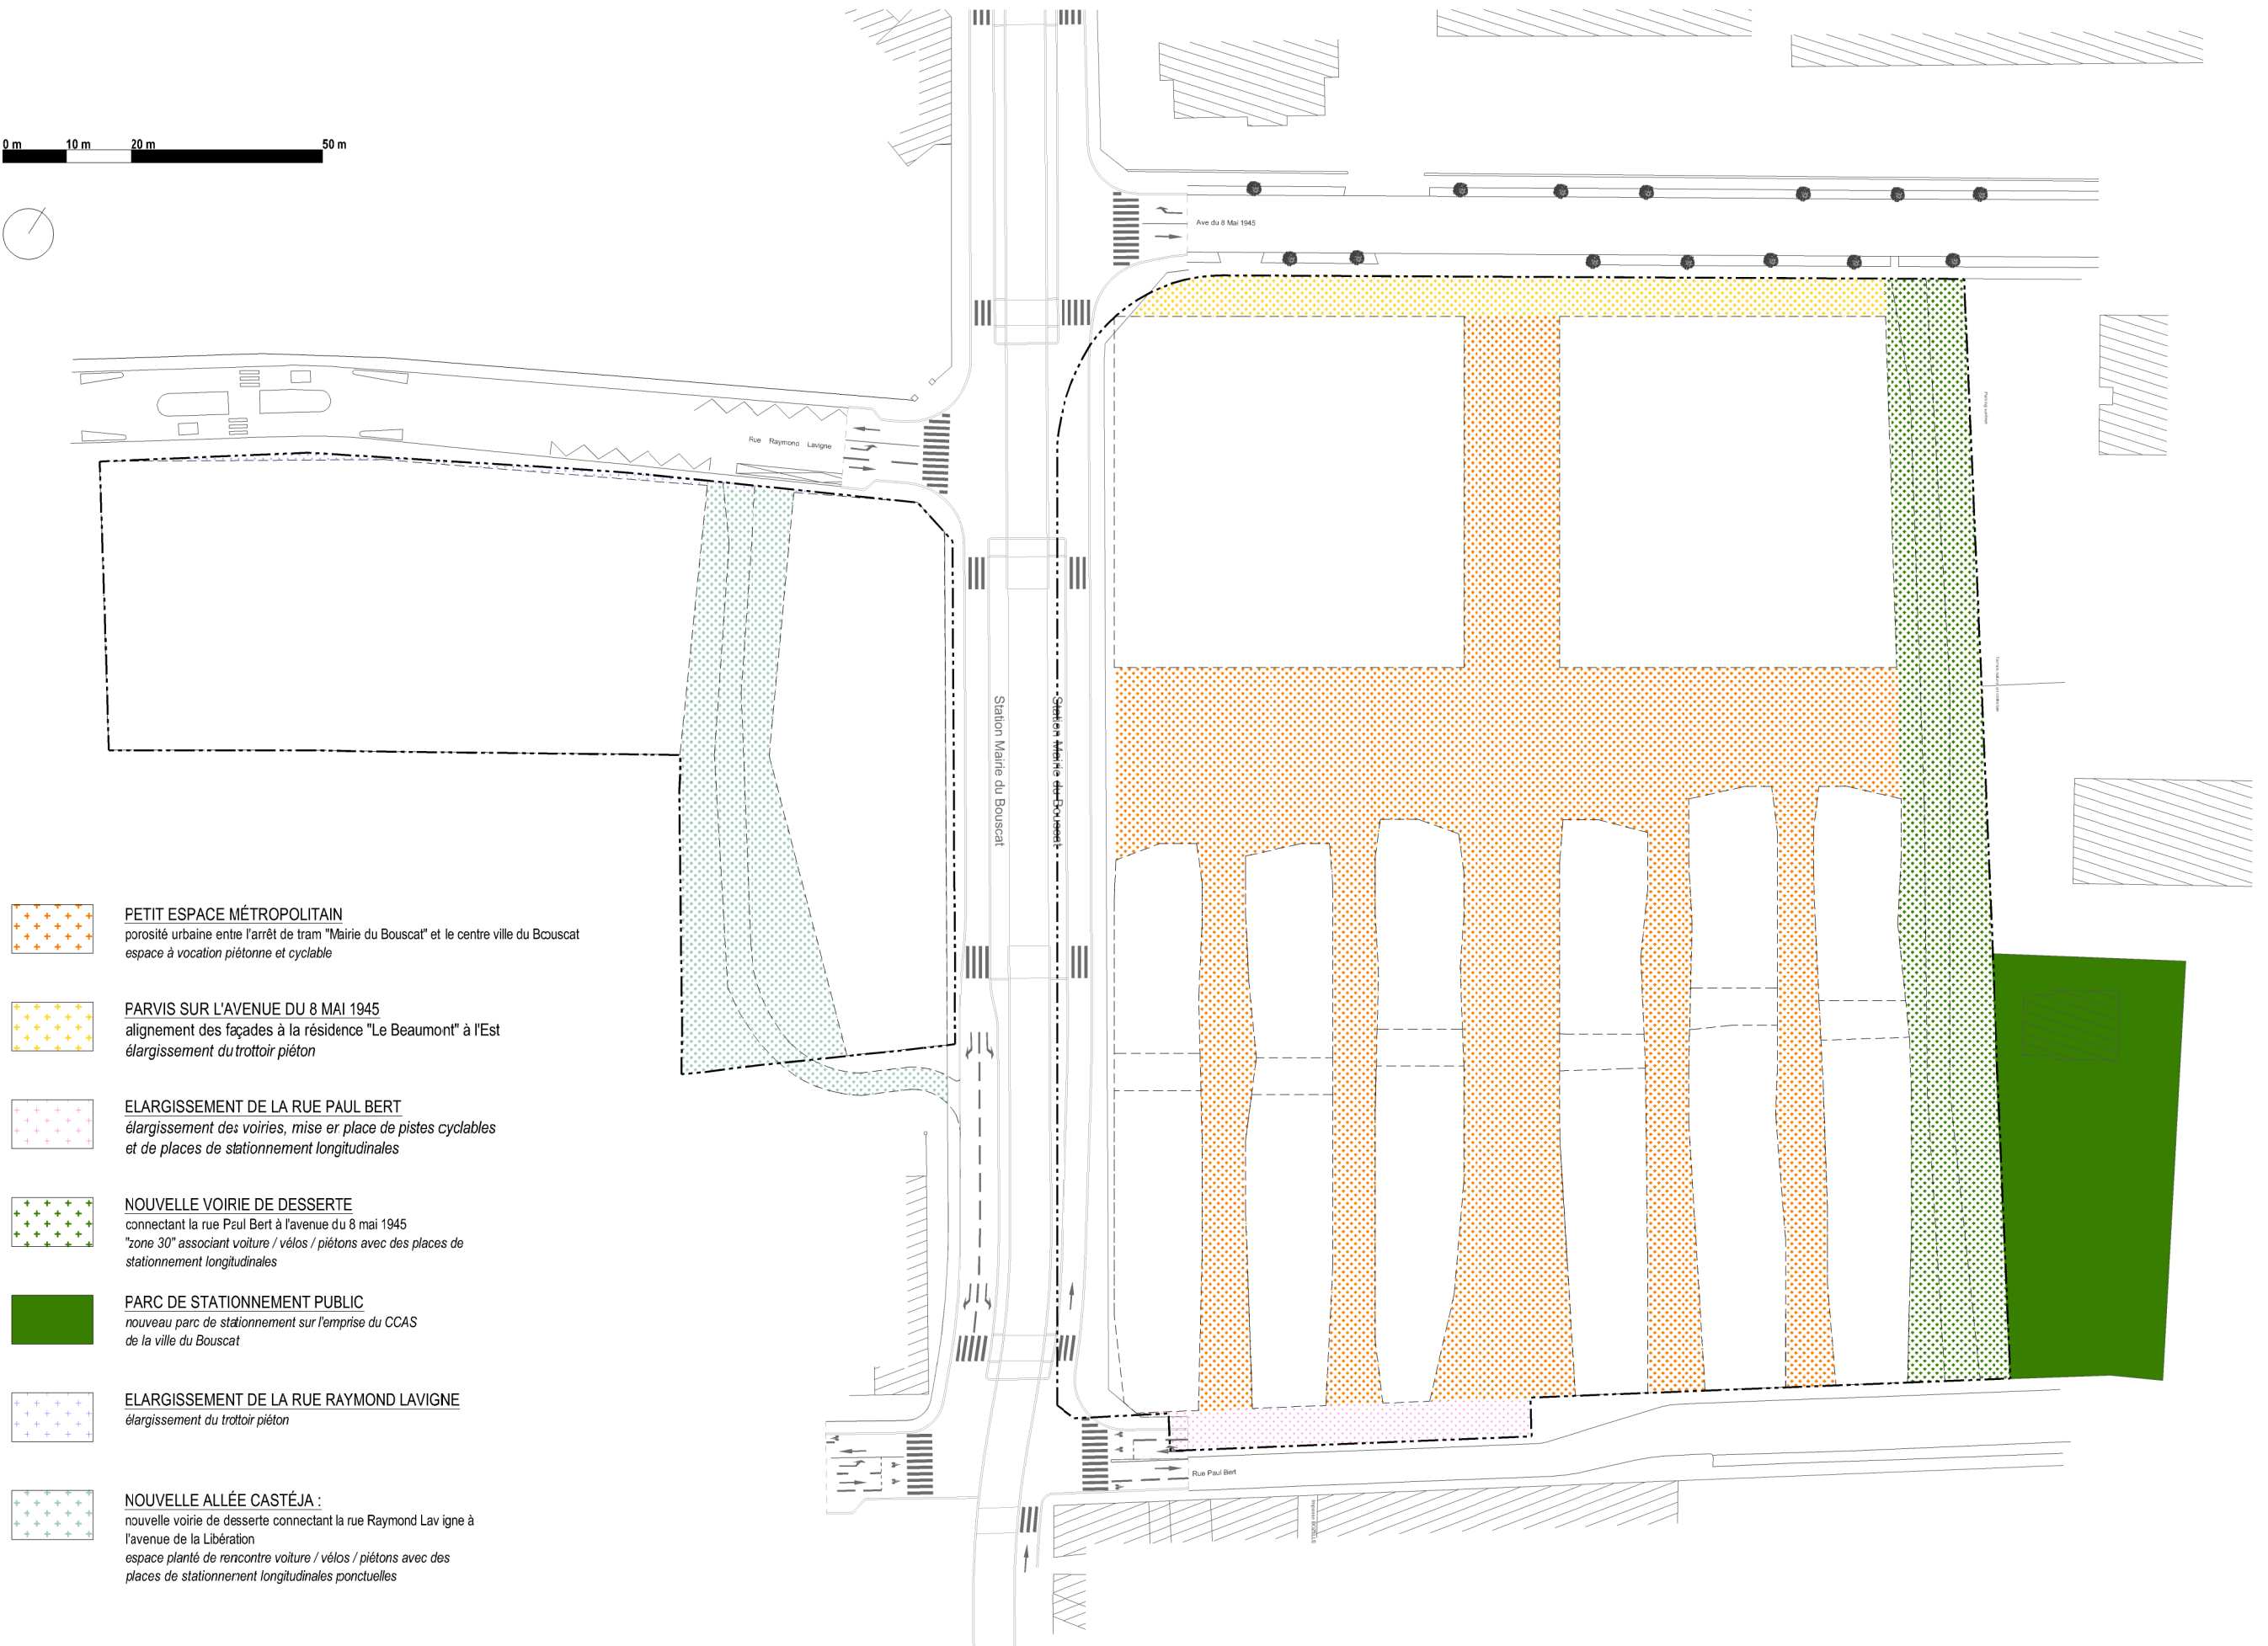 0 m 10 m 20 m 50 m
Ave du 8 Mai 1945
Rue Raymond Lavigne
Station Mairie du Bouscat
Station Mairie du Bouscat
Rue Paul Bert
PETIT ESPACE MÉTROPOLITAIN
porosité urbaine entre l'arrêt de tram "Mairie du Bouscat" et le centre ville du Bouscat
espace à vocation piétonne et cyclable
PARVIS SUR L'AVENUE DU 8 MAI 1945
alignement des façades à la résidence "Le Beaumont" à l'Est
élargissement du trottoir piéton
ELARGISSEMENT DE LA RUE PAUL BERT
élargissement des voiries, mise en place de pistes cyclables
et de places de stationnement longitudinales
NOUVELLE VOIRIE DE DESSERTE
connectant la rue Paul Bert à l'avenue du 8 mai 1945
"zone 30" associant voiture / vélos / piétons avec des places de
stationnement longitudinales
PARC DE STATIONNEMENT PUBLIC
nouveau parc de stationnement sur l'emprise du CCAS
de la ville du Bouscat
ELARGISSEMENT DE LA RUE RAYMOND LAVIGNE
élargissement du trottoir piéton
NOUVELLE ALLÉE CASTÉJA :
nouvelle voirie de desserte connectant la rue Raymond Lavigne à
l'avenue de la Libération
espace planté de rencontre voiture / vélos / piétons avec des
places de stationnement longitudinales ponctuelles